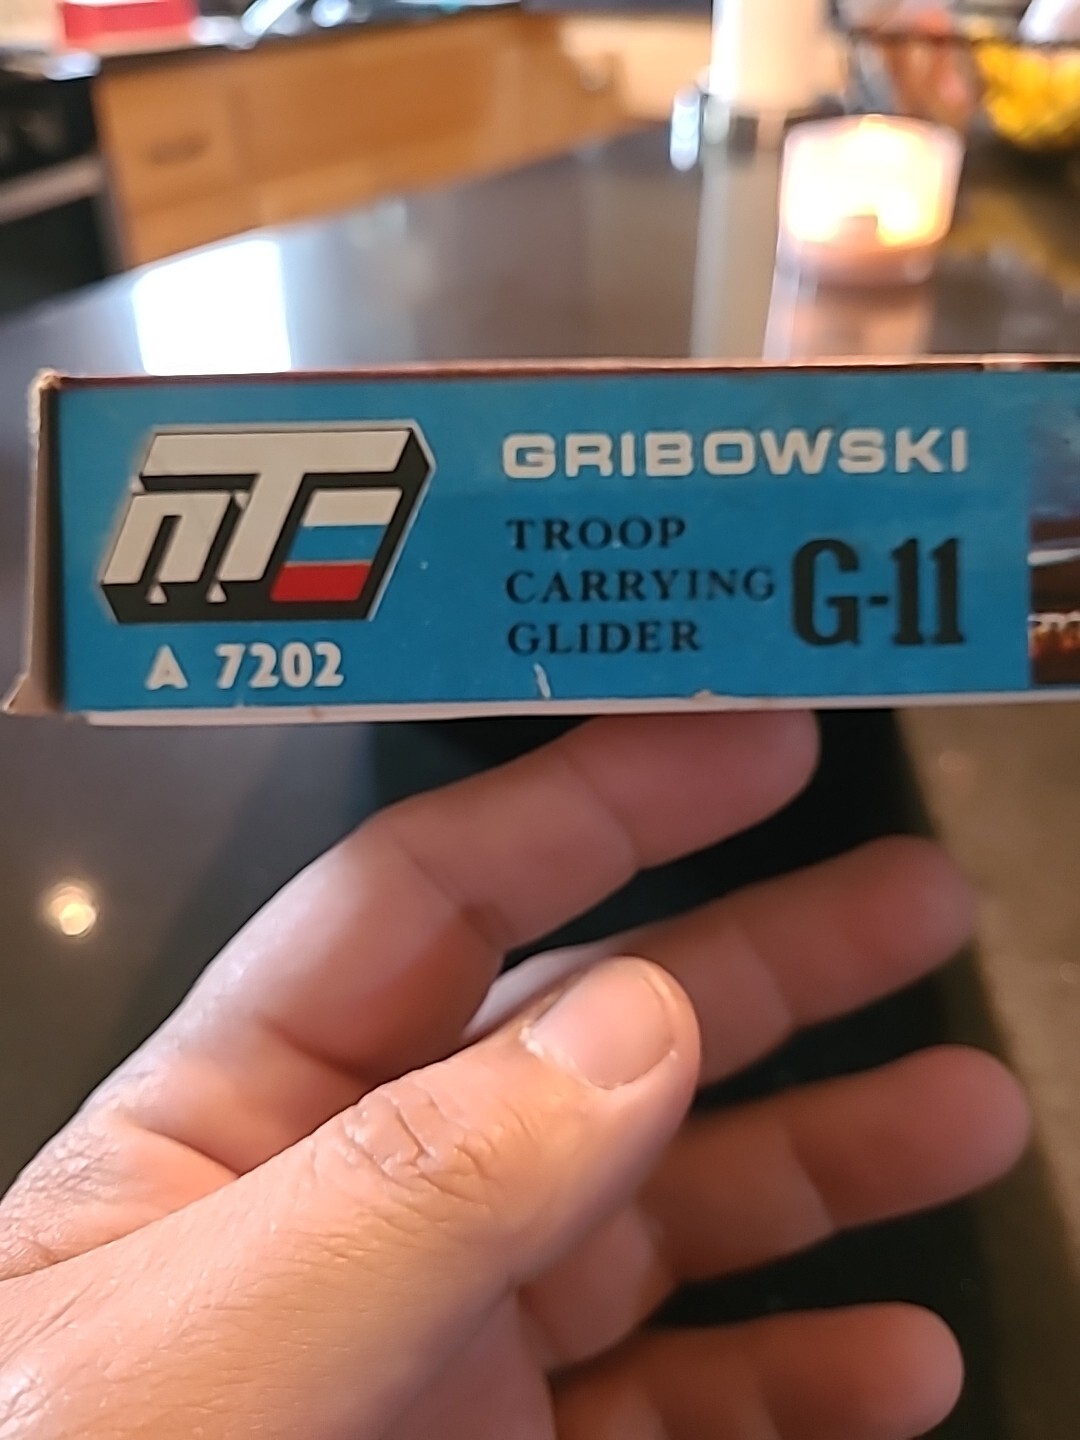 A 7202
GRIBOWSKI
TROOP
CARRYING
GLIDER
G-11